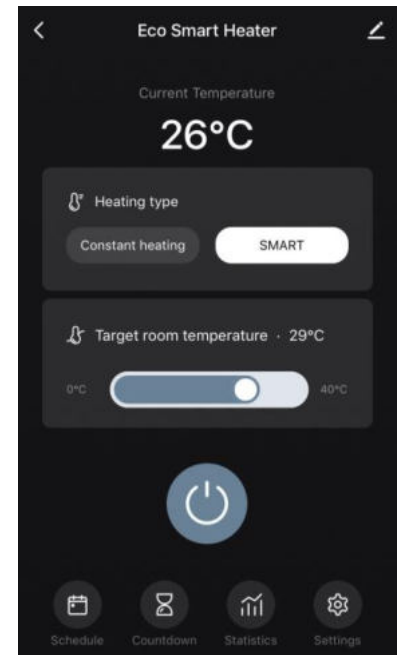 Eco Smart Heater
Current Temperature
26°C
Heating type
Constant heating SMART
Target room temperature · 29°C
0°C 40°C
Schedule Countdown Statistics Settings